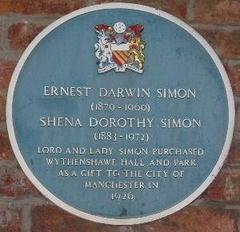 ERNEST DARWIN SIMON
(1879 - 1960)
SHENA DOROTHY SIMON
(1883 - 1972)
LORD AND LADY SIMON PURCHASED
WYTHENSHAWE HALL AND PARK
AS A GIFT TO THE CITY OF
MANCHESTER IN
1926